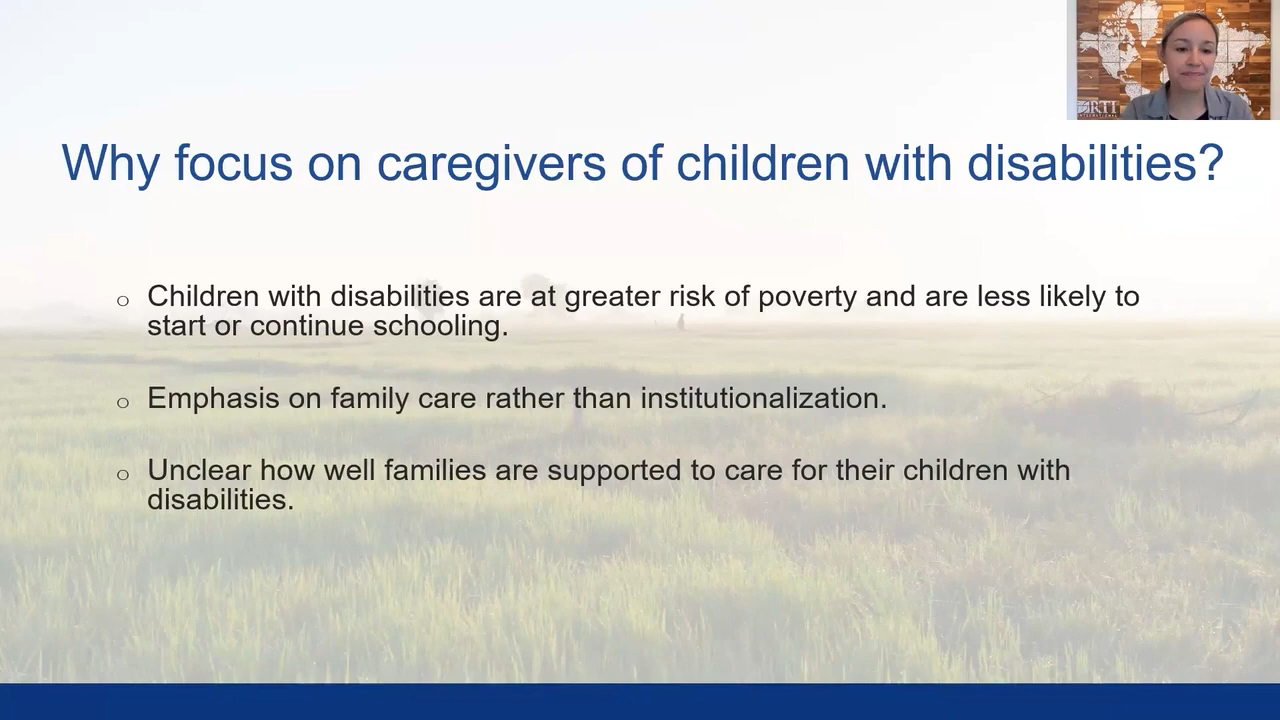 RTI
INTERNATIONAL
Why focus on caregivers of children with disabilities?
○ Children with disabilities are at greater risk of poverty and are less likely to
start or continue schooling.
○ Emphasis on family care rather than institutionalization.
○ Unclear how well families are supported to care for their children with
disabilities.